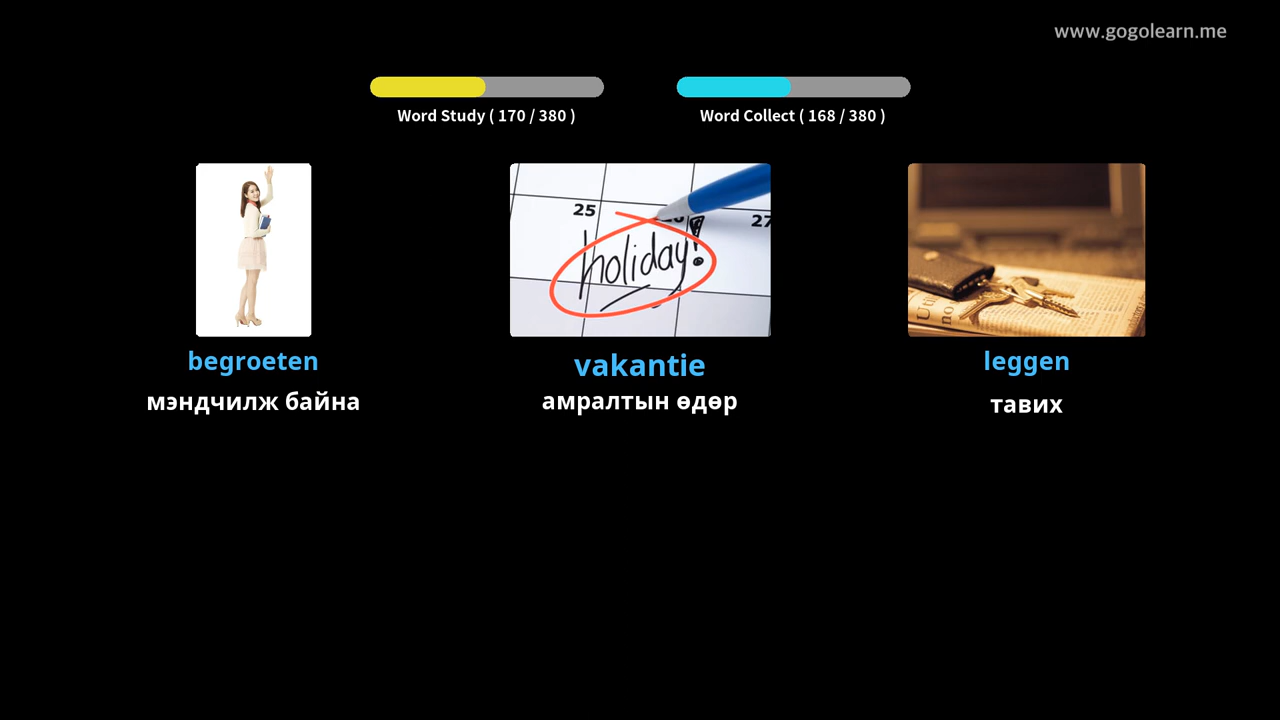 www.gogolearn.me
Word Study ( 170 / 380 )
Word Collect ( 168 / 380 )
25
27
holiday!
begroeten
vakantie
leggen
мэндчилж байна
амралтын өдөр
тавих